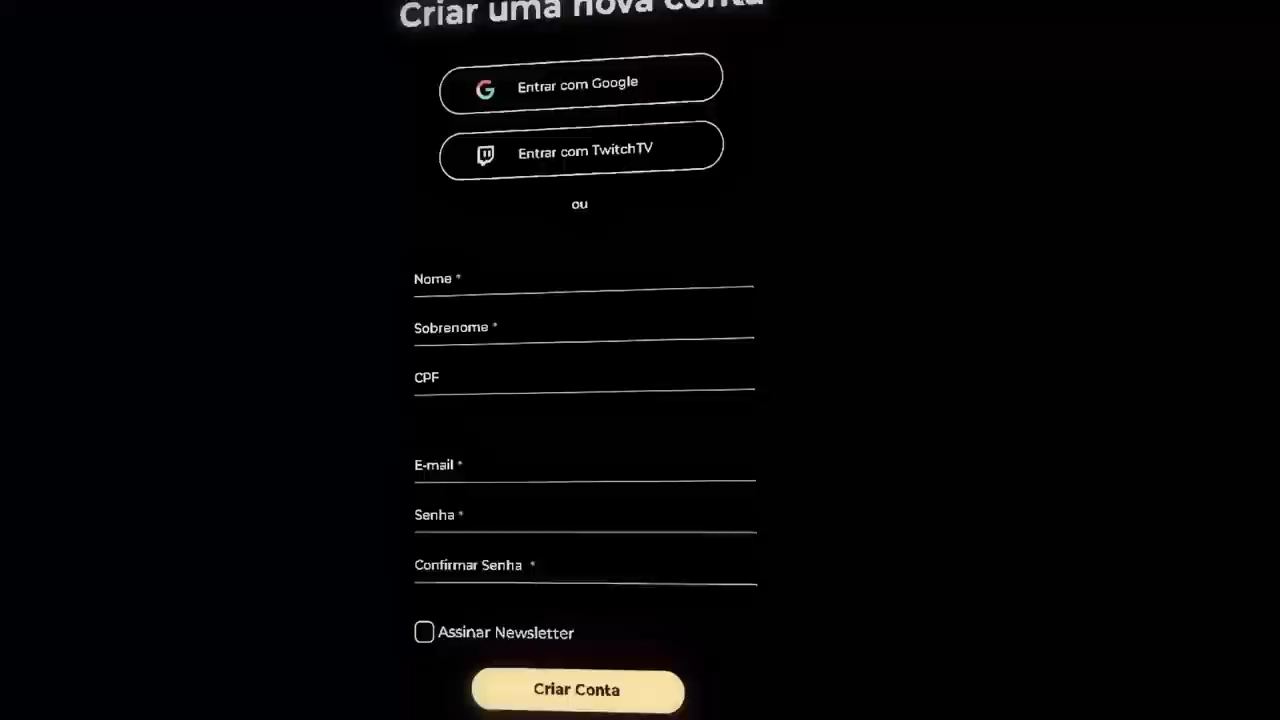 Criar uma nova conta
Entrar com Google
Entrar com TwitchTV
ou
Nome *
Sobrenome *
CPF
E-mail *
Senha *
Confirmar Senha *
Assinar Newsletter
Criar Conta